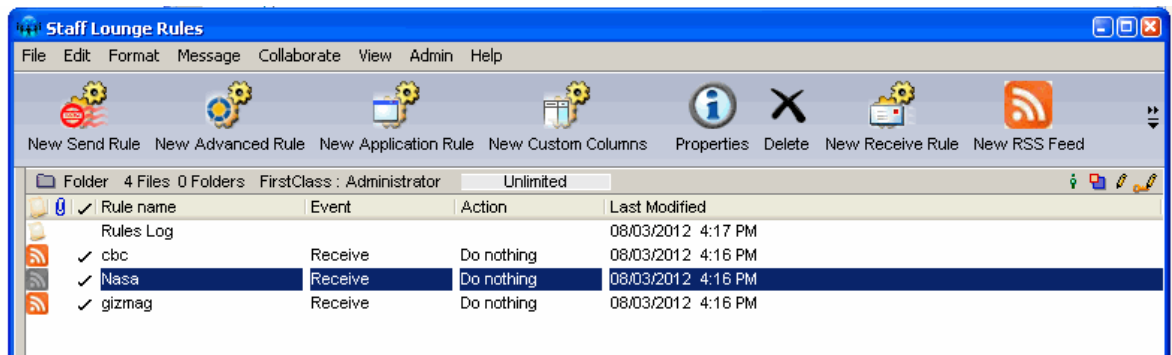 Staff Lounge Rules
File Edit Format Message Collaborate View Admin Help
New Send Rule New Advanced Rule New Application Rule New Custom Columns Properties Delete New Receive Rule New RSS Feed
Folder 4 Files 0 Folders FirstClass : Administrator Unlimited
Rule name Event Action Last Modified
Rules Log 08/03/2012 4:17 PM
cbc Receive Do nothing 08/03/2012 4:16 PM
Nasa Receive Do nothing 08/03/2012 4:16 PM
gizmag Receive Do nothing 08/03/2012 4:16 PM